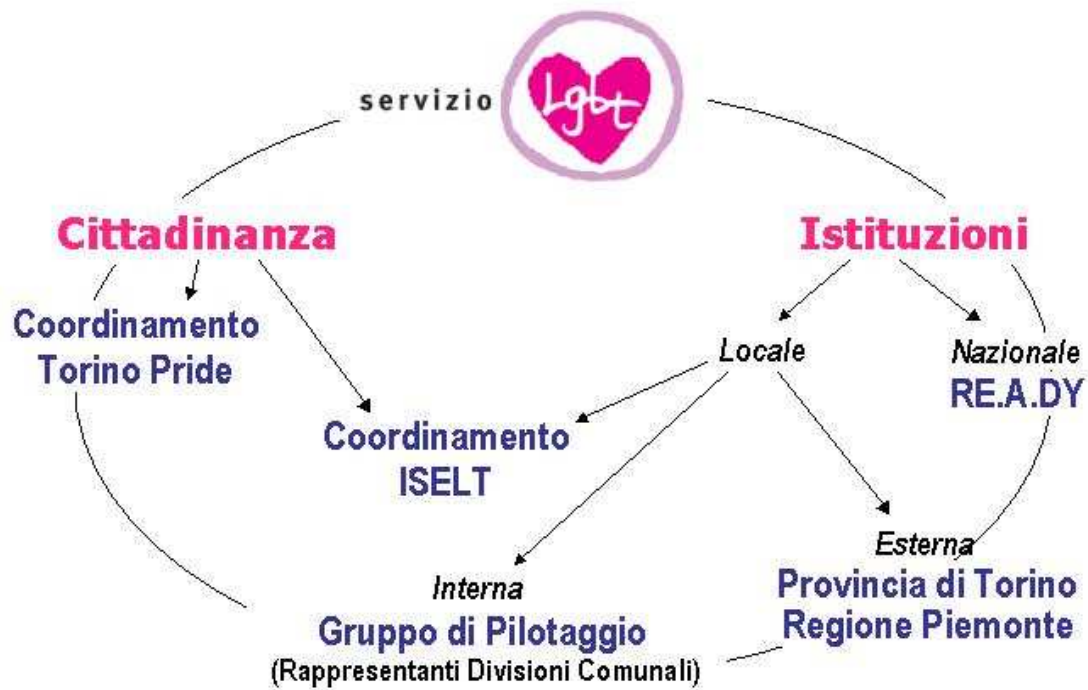 servizio
Lgbt
Cittadinanza
Istituzioni
Coordinamento
Torino Pride
Locale
Nazionale
RE.A.DY
Coordinamento
ISELT
Esterna
Provincia di Torino
Regione Piemonte
Interna
Gruppo di Pilotaggio
(Rappresentanti Divisioni Comunali)